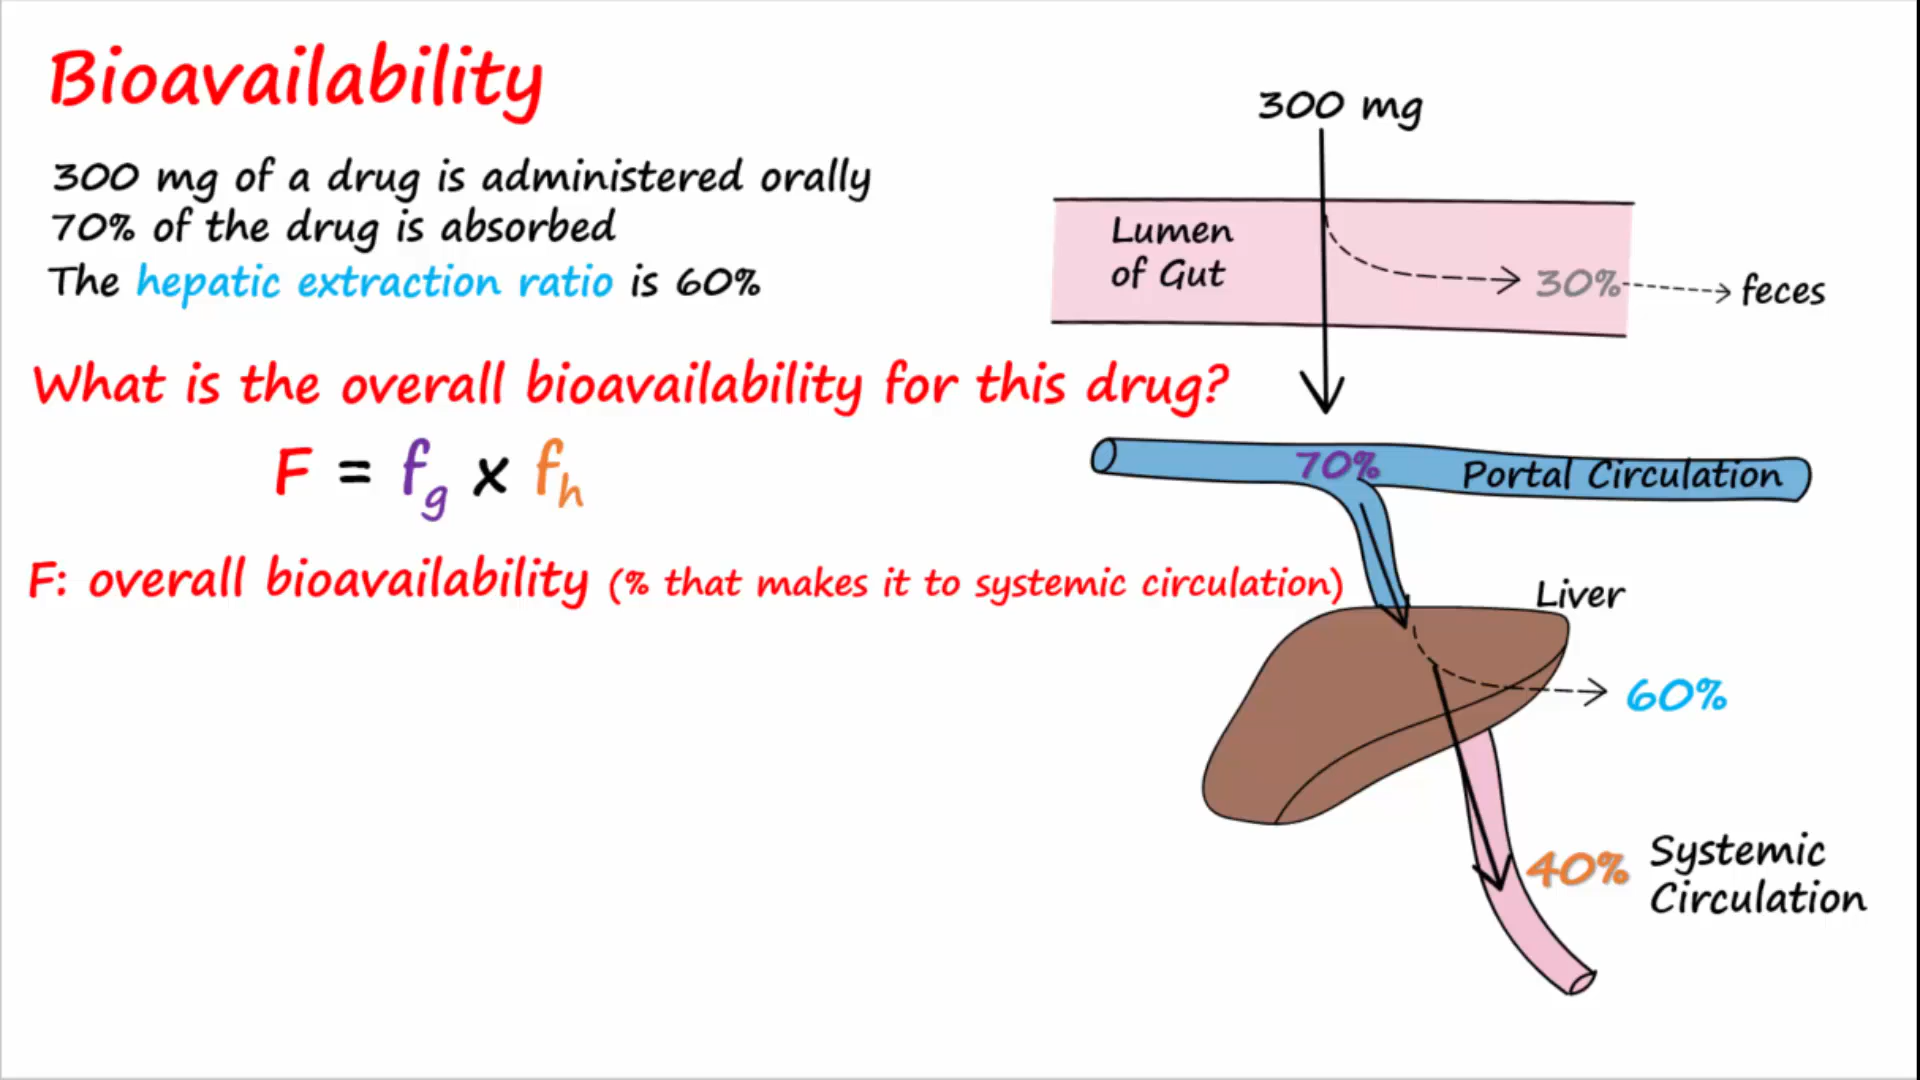 Bioavailability
300 mg of a drug is administered orally
70% of the drug is absorbed
The hepatic extraction ratio is 60%
What is the overall bioavailability for this drug?
F = fg x fh
F: overall bioavailability (% that makes it to systemic circulation)
300 mg
Lumen
of Gut
30%
feces
70%
Portal Circulation
Liver
60%
40%
Systemic
Circulation